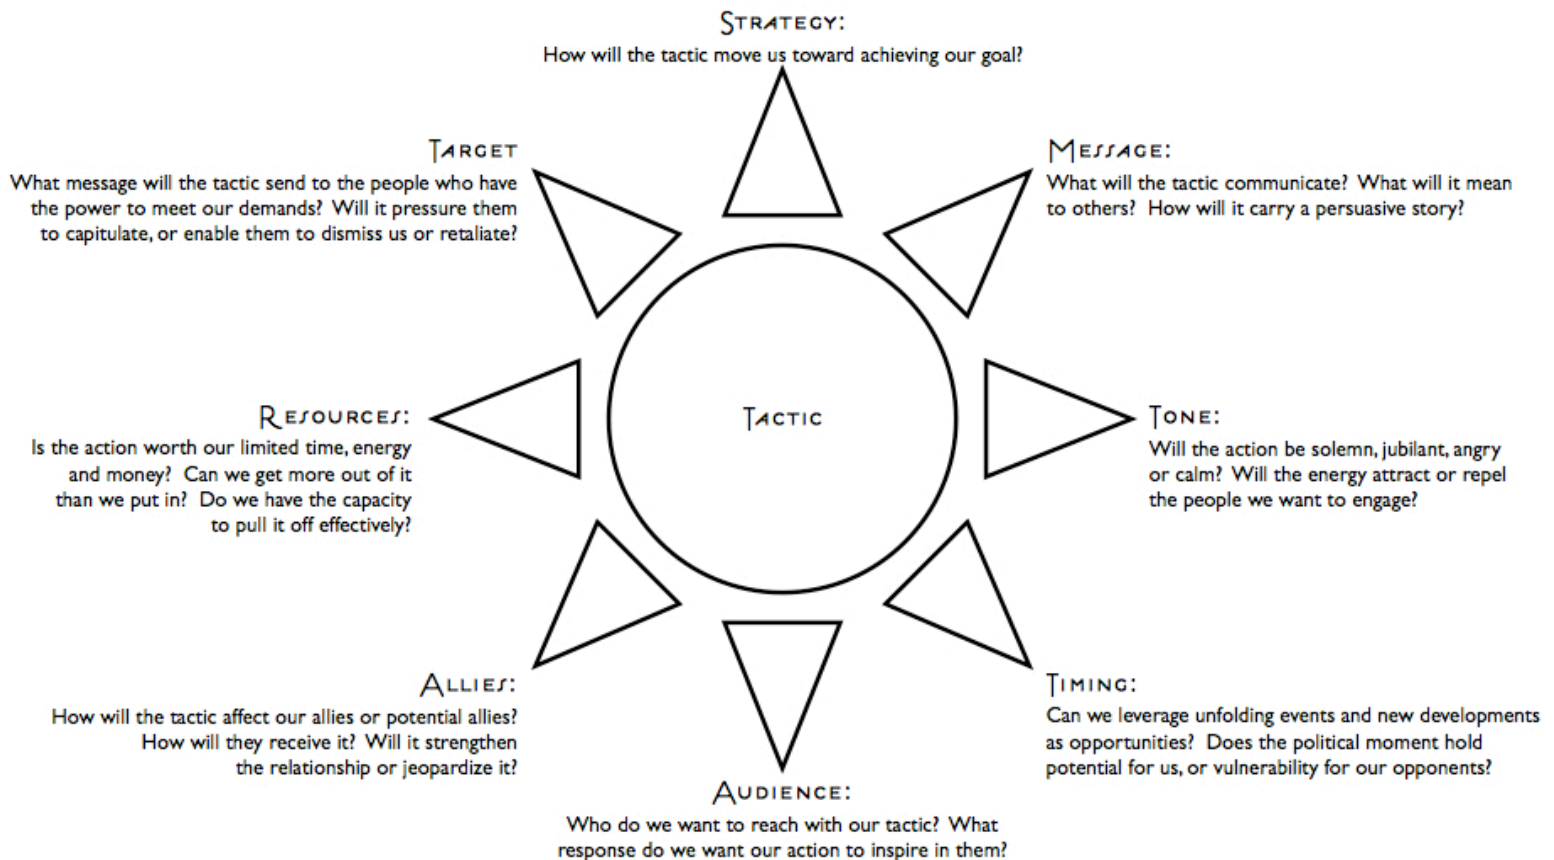 STRATEGY:
How will the tactic move us toward achieving our goal?
MESSAGE:
What will the tactic communicate? What will it mean
to others? How will it carry a persuasive story?
TONE:
Will the action be solemn, jubilant, angry
or calm? Will the energy attract or repel
the people we want to engage?
TIMING:
Can we leverage unfolding events and new developments
as opportunities? Does the political moment hold
potential for us, or vulnerability for our opponents?
AUDIENCE:
Who do we want to reach with our tactic? What
response do we want our action to inspire in them?
ALLIES:
How will the tactic affect our allies or potential allies?
How will they receive it? Will it strengthen
the relationship or jeopardize it?
RESOURCES:
Is the action worth our limited time, energy
and money? Can we get more out of it
than we put in? Do we have the capacity
to pull it off effectively?
TARGET
What message will the tactic send to the people who have
the power to meet our demands? Will it pressure them
to capitulate, or enable them to dismiss us or retaliate?
TACTIC